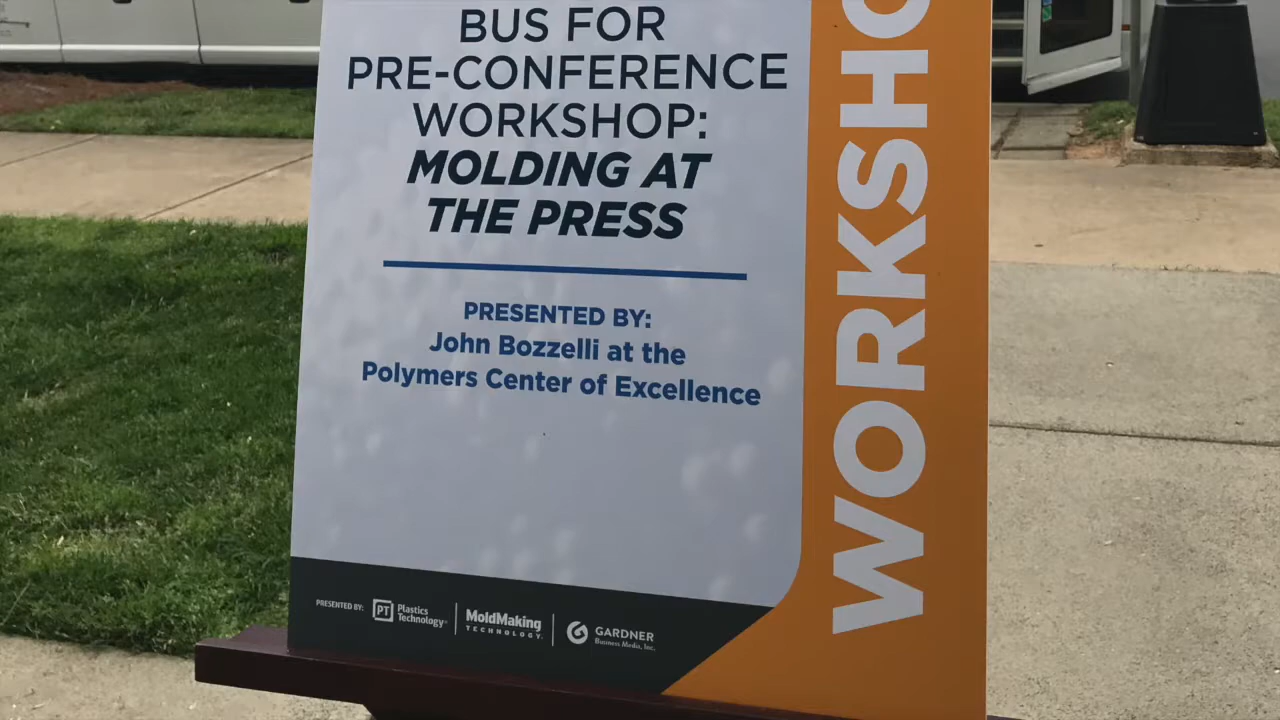 BUS FOR
PRE-CONFERENCE
WORKSHOP:
MOLDING AT
THE PRESS
PRESENTED BY:
John Bozzelli at the
Polymers Center of Excellence
PRESENTED BY:
PT Plastics Technology
MoldMaking
TECHNOLOGY.
G GARDNER
Business Media, Inc.
WORKSHO